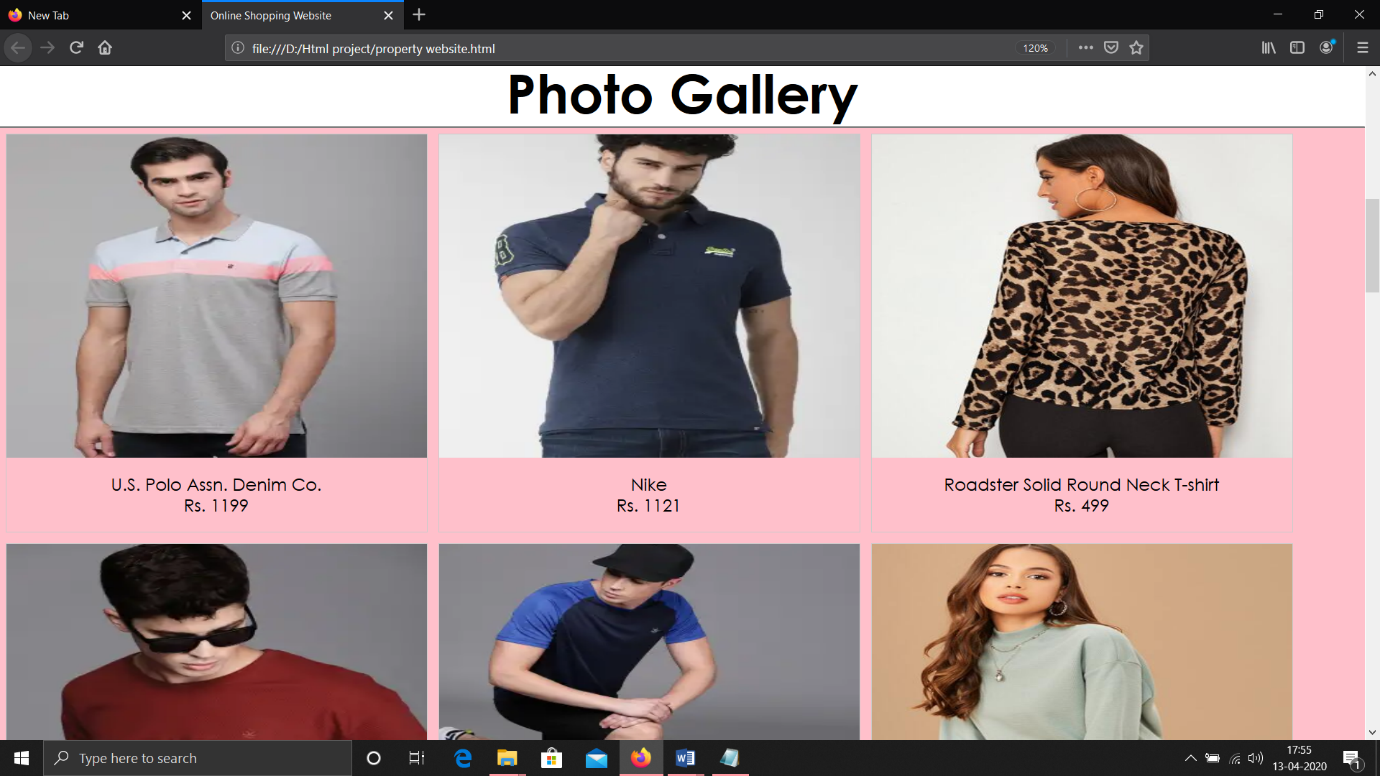 New Tab
Online Shopping Website
file:///D:/Html project/property website.html
120%
Photo Gallery
U.S. Polo Assn. Denim Co.
Rs. 1199
Nike
Rs. 1121
Roadster Solid Round Neck T-shirt
Rs. 499
Type here to search
17:55
13-04-2020
1